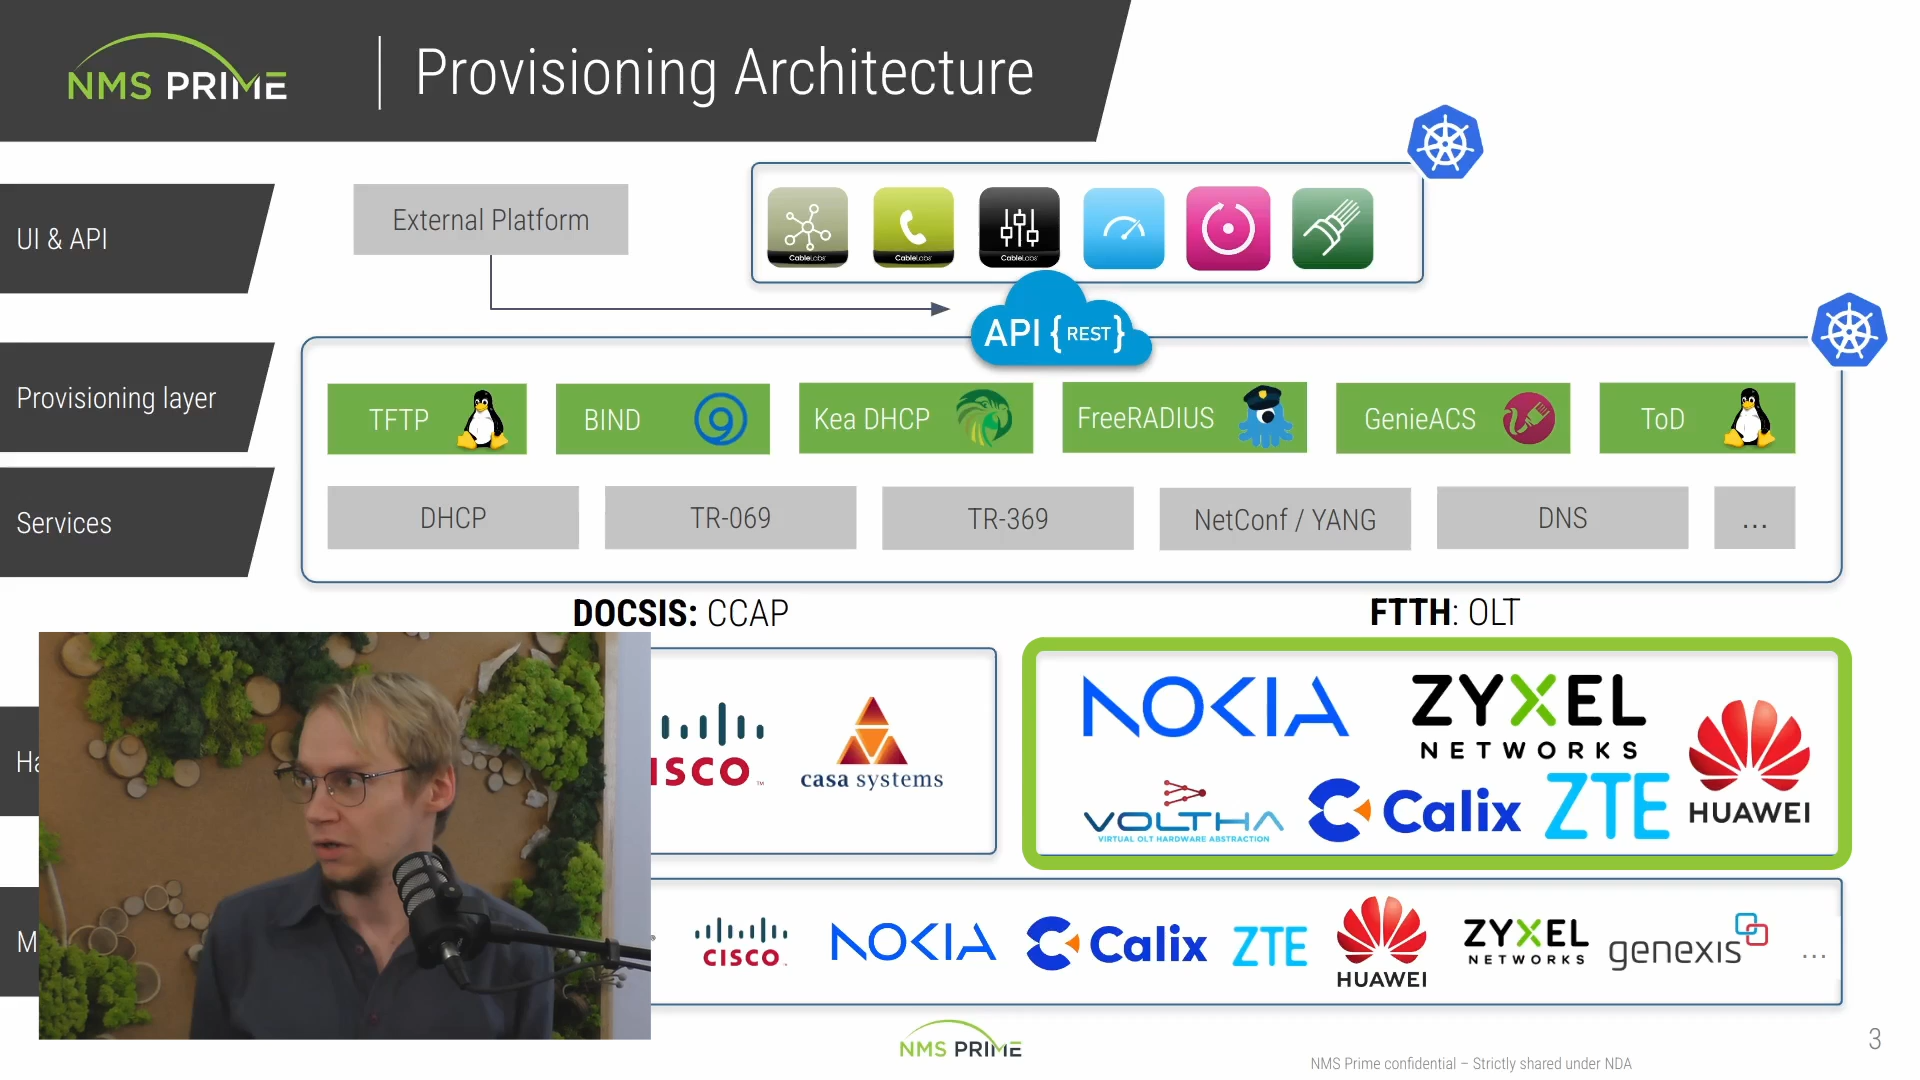 NMS PRIME
Provisioning Architecture
UI & API
External Platform
CableLabs
CableLabs
CableLabs
API { REST }
Provisioning layer
TFTP
BIND
9
Kea DHCP
FreeRADIUS
GenieACS
ToD
Services
DHCP
TR-069
TR-369
NetConf / YANG
DNS
...
DOCSIS: CCAP
FTTH: OLT
ISCO
casa systems
NOKIA
ZYXEL
NETWORKS
VOLTHA
VIRTUAL OLT HARDWARE ABSTRACTION
Calix
ZTE
HUAWEI
Ha
M
CISCO
NOKIA
Calix
ZTE
HUAWEI
ZYXEL
NETWORKS
genexis
...
NMS PRIME
NMS Prime confidential – Strictly shared under NDA
3